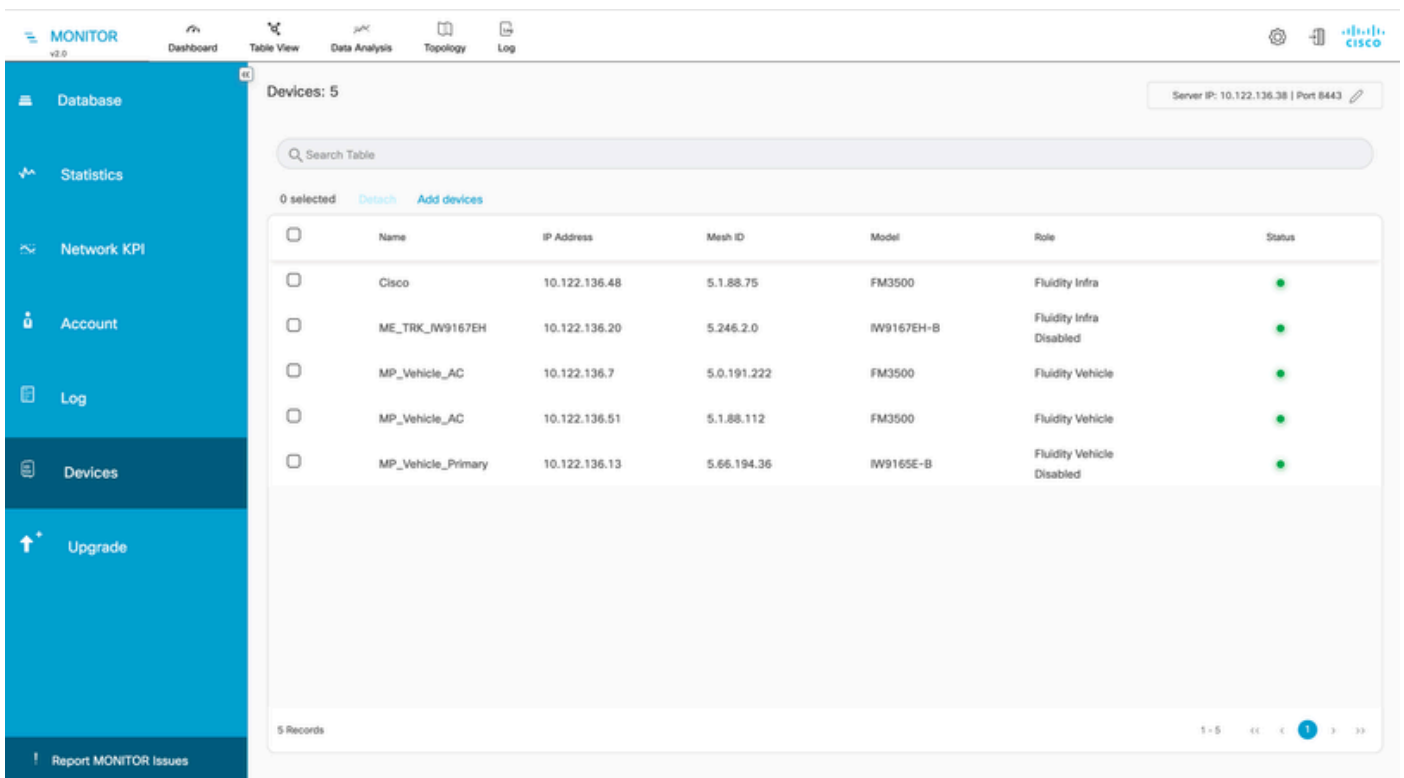 MONITOR
v2.0
Dashboard
Table View
Data Analysis
Topology
Log
CISCO
Database
Statistics
Network KPI
Account
Log
Devices
Upgrade
Report MONITOR Issues
Devices: 5
Server IP: 10.122.136.38 | Port 8443
Search Table
0 selected Detach Add devices
Name IP Address Mesh ID Model Role Status
Cisco 10.122.136.48 5.1.88.75 FM3500 Fluidity Infra
ME_TRK_IW9167EH 10.122.136.20 5.246.2.0 IW9167EH-B Fluidity Infra
Disabled
MP_Vehicle_AC 10.122.136.7 5.0.191.222 FM3500 Fluidity Vehicle
MP_Vehicle_AC 10.122.136.51 5.1.88.112 FM3500 Fluidity Vehicle
MP_Vehicle_Primary 10.122.136.13 5.66.194.36 IW9165E-B Fluidity Vehicle
Disabled
5 Records
1 - 5 << < 1 > >>